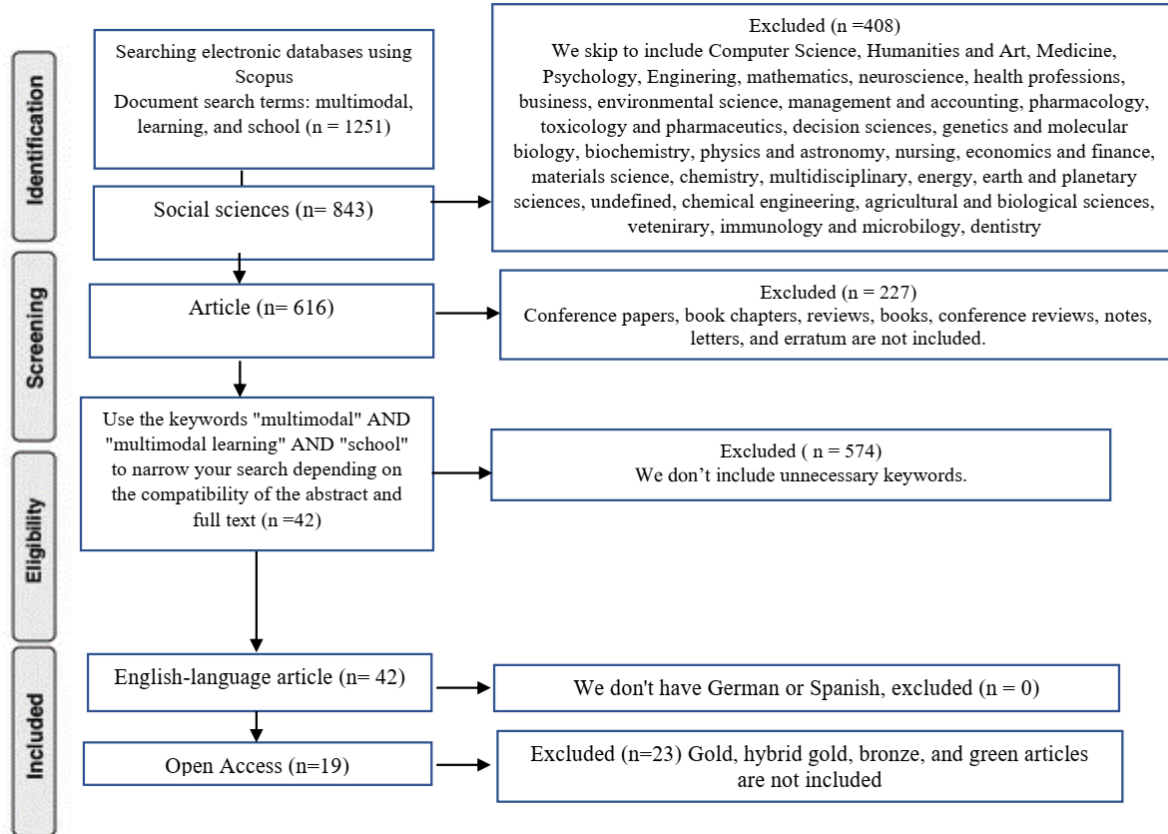 Identification
Searching electronic databases using
Scopus
Document search terms: multimodal,
learning, and school (n = 1251)
Excluded (n =408)
We skip to include Computer Science, Humanities and Art, Medicine,
Psychology, Enginering, mathematics, neuroscience, health professions,
business, environmental science, management and accounting, pharmacology,
toxicology and pharmaceutics, decision sciences, genetics and molecular
biology, biochemistry, physics and astronomy, nursing, economics and finance,
materials science, chemistry, multidisciplinary, energy, earth and planetary
sciences, undefined, chemical engineering, agricultural and biological sciences,
vetenirary, immunology and microbilogy, dentistry
Social sciences (n= 843)
Screening
Article (n= 616)
Excluded (n = 227)
Conference papers, book chapters, reviews, books, conference reviews, notes,
letters, and erratum are not included.
Use the keywords "multimodal" AND
"multimodal learning" AND "school"
to narrow your search depending on
the compatibility of the abstract and
full text (n =42)
Excluded ( n = 574)
We don’t include unnecessary keywords.
Eligibility
English-language article (n= 42)
We don't have German or Spanish, excluded (n = 0)
Included
Open Access (n=19)
Excluded (n=23) Gold, hybrid gold, bronze, and green articles
are not included